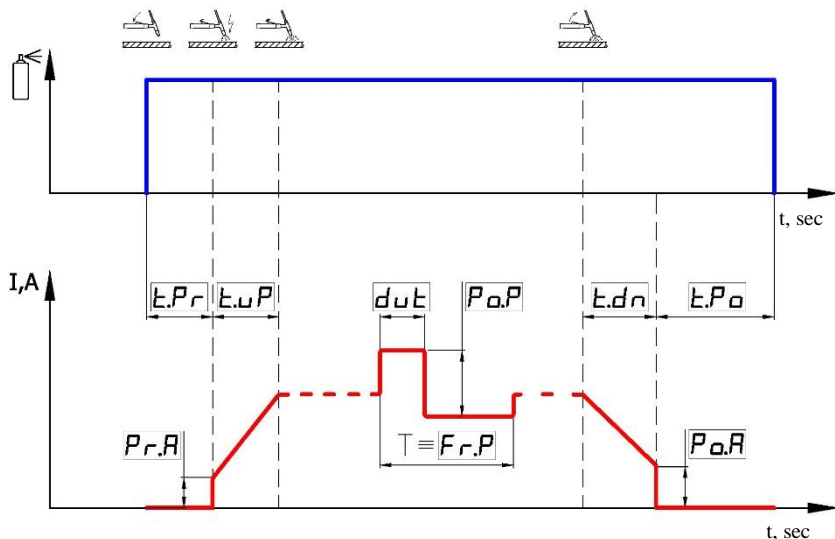 t, sec
I,A
t.Pr t.uP dut Po.P t.dn t.Po
Pr.A T ≡ Fr.P Po.A
t, sec